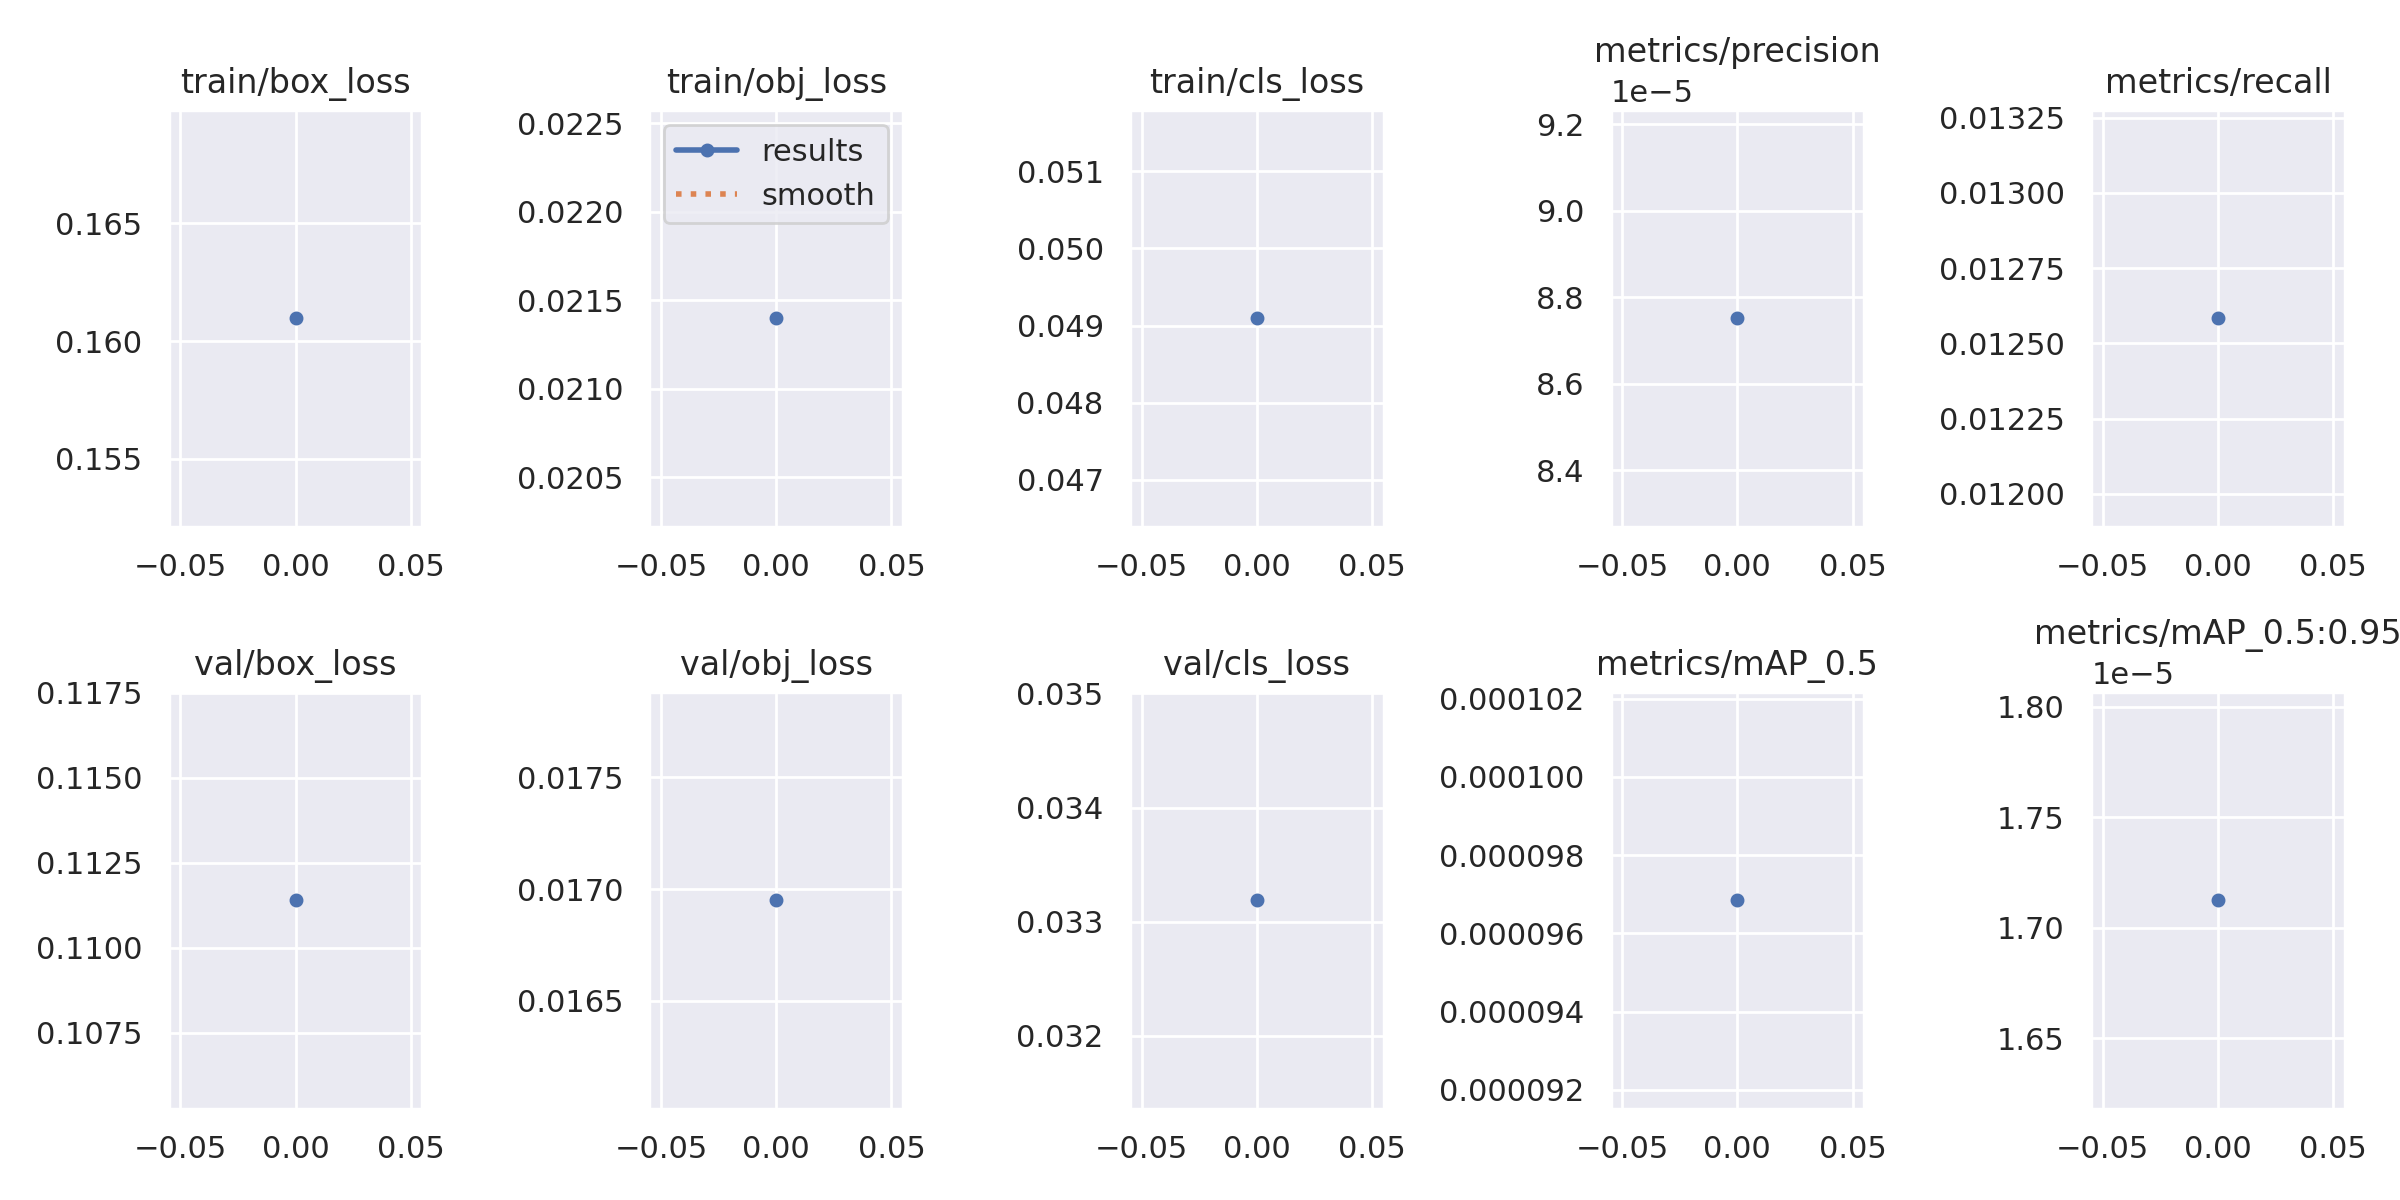 train/box_loss
0.165
0.160
0.155
−0.05 0.00 0.05
train/obj_loss
0.0225
0.0220
0.0215
0.0210
0.0205
results
smooth
−0.05 0.00 0.05
train/cls_loss
0.051
0.050
0.049
0.048
0.047
−0.05 0.00 0.05
metrics/precision
1e−5
9.2
9.0
8.8
8.6
8.4
−0.05 0.00 0.05
metrics/recall
0.01325
0.01300
0.01275
0.01250
0.01225
0.01200
−0.05 0.00 0.05
val/box_loss
0.1175
0.1150
0.1125
0.1100
0.1075
−0.05 0.00 0.05
val/obj_loss
0.0175
0.0170
0.0165
−0.05 0.00 0.05
val/cls_loss
0.035
0.034
0.033
0.032
−0.05 0.00 0.05
metrics/mAP_0.5
0.000102
0.000100
0.000098
0.000096
0.000094
0.000092
−0.05 0.00 0.05
metrics/mAP_0.5:0.95
1e−5
1.80
1.75
1.70
1.65
−0.05 0.00 0.05